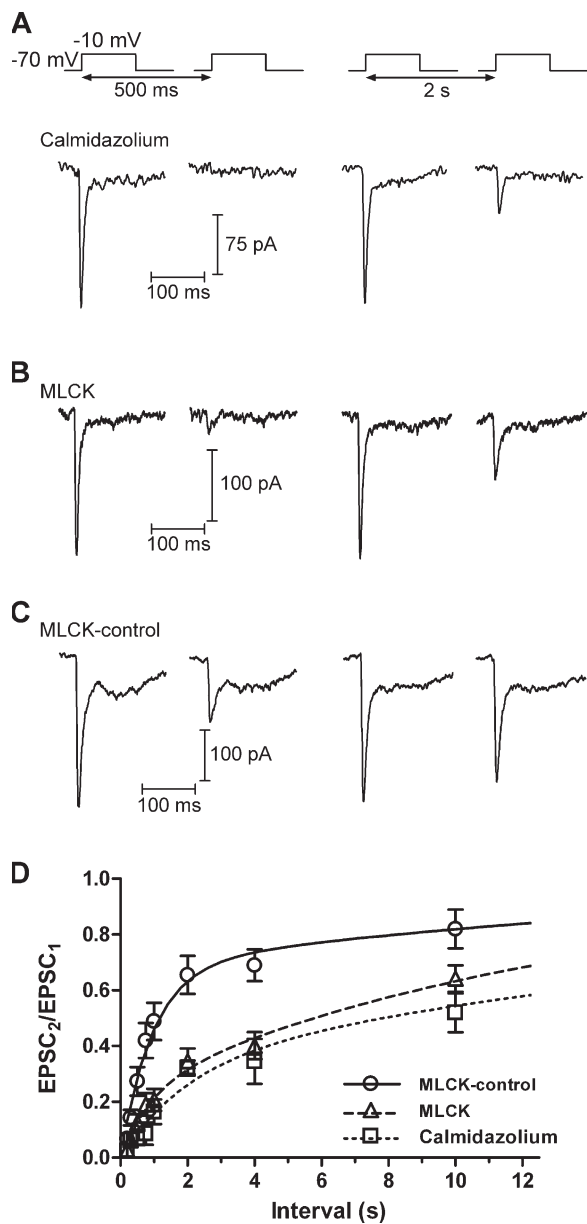 A
-10 mV
-70 mV
500 ms
2 s
Calmidazolium
75 pA
100 ms
B
MLCK
100 pA
100 ms
C
MLCK-control
100 pA
100 ms
D
1.0
0.8
0.6
0.4
0.2
0.0
EPSC₂/EPSC₁
MLCK-control
MLCK
Calmidazolium
0 2 4 6 8 10 12
Interval (s)